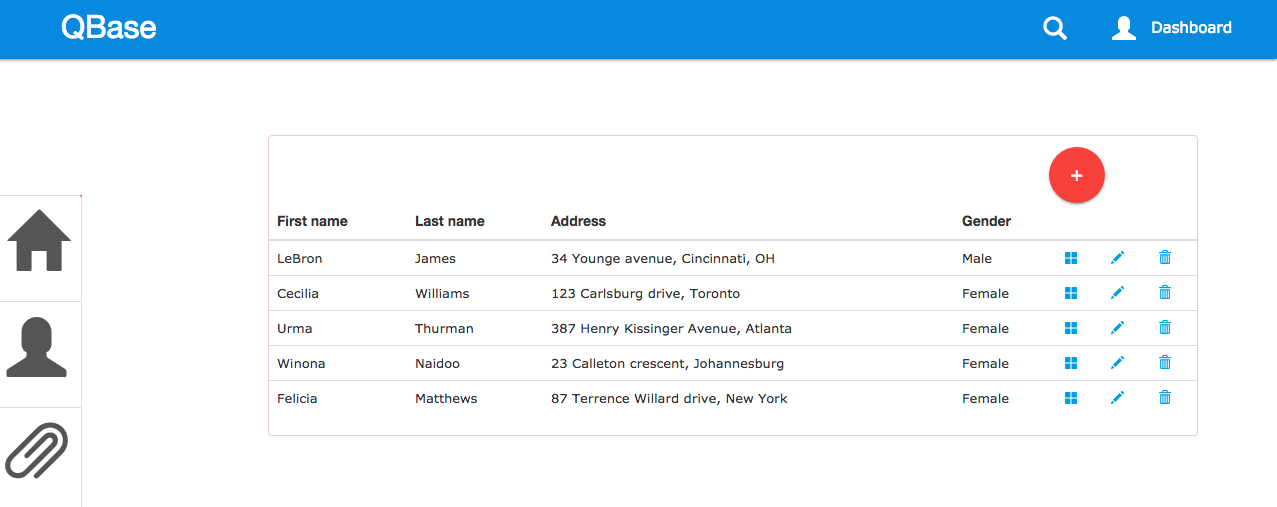 QBase Dashboard
+
First name Last name Address Gender
LeBron James 34 Younge avenue, Cincinnati, OH Male
Cecilia Williams 123 Carlsburg drive, Toronto Female
Urma Thurman 387 Henry Kissinger Avenue, Atlanta Female
Winona Naidoo 23 Calleton crescent, Johannesburg Female
Felicia Matthews 87 Terrence Willard drive, New York Female